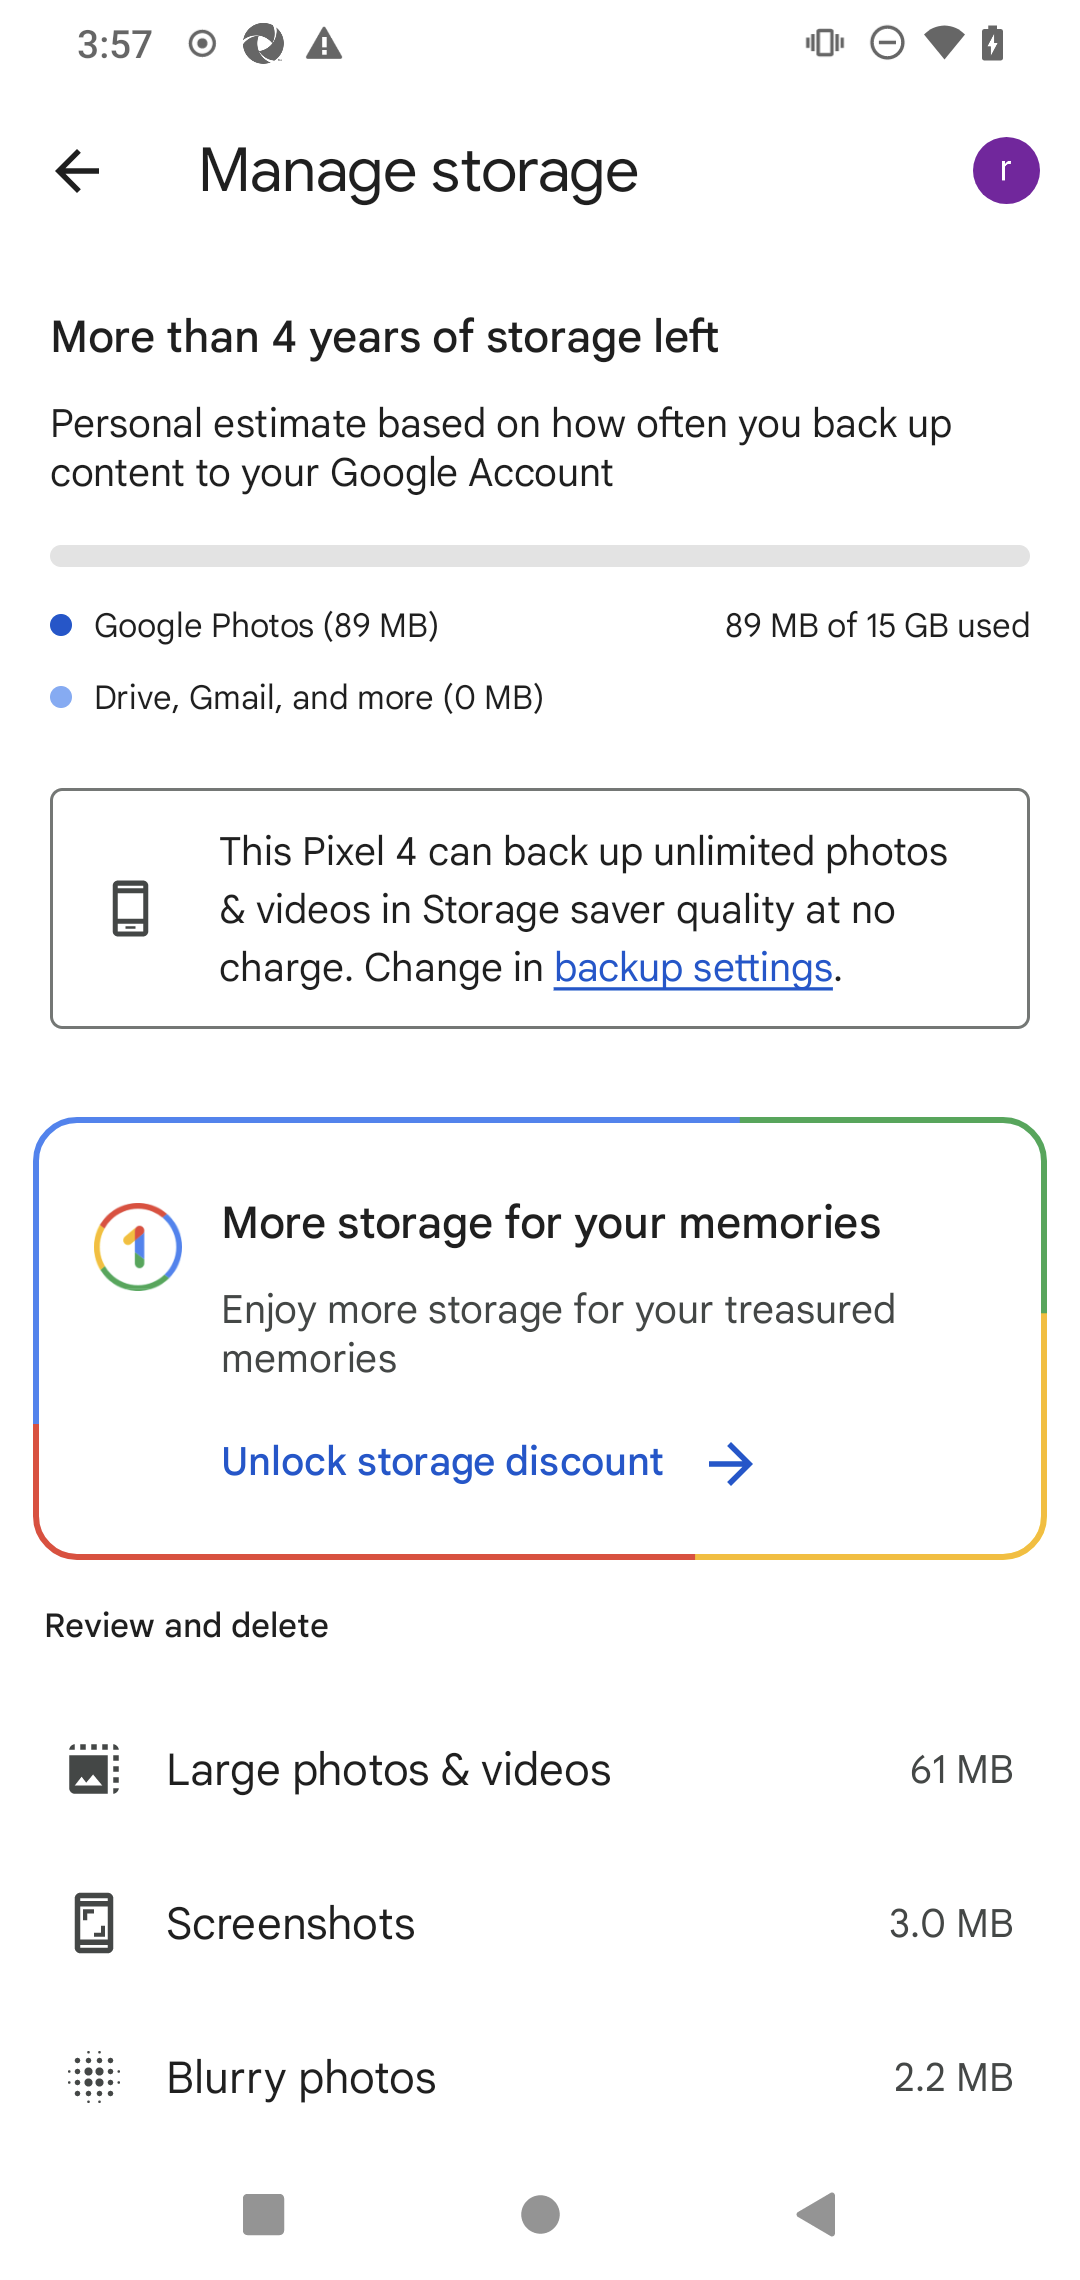 3:57
Manage storage
r
More than 4 years of storage left
Personal estimate based on how often you back up
content to your Google Account
Google Photos (89 MB)
89 MB of 15 GB used
Drive, Gmail, and more (0 MB)
This Pixel 4 can back up unlimited photos
& videos in Storage saver quality at no
charge. Change in backup settings.
1
More storage for your memories
Enjoy more storage for your treasured
memories
Unlock storage discount
Review and delete
Large photos & videos
61 MB
Screenshots
3.0 MB
Blurry photos
2.2 MB